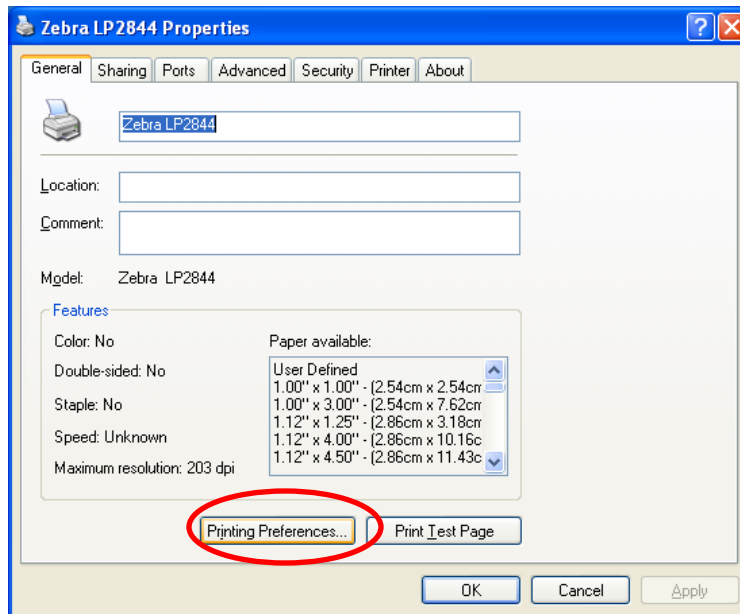 Zebra LP2844 Properties
General Sharing Ports Advanced Security Printer About
Zebra LP2844
Location:
Comment:
Model: Zebra LP2844
Features
Color: No
Double-sided: No
Staple: No
Speed: Unknown
Maximum resolution: 203 dpi
Paper available:
User Defined
1.00" x 1.00" - (2.54cm x 2.54cm
1.00" x 3.00" - (2.54cm x 7.62cm
1.12" x 1.25" - (2.86cm x 3.18cm
1.12" x 4.00" - (2.86cm x 10.16c
1.12" x 4.50" - (2.86cm x 11.43c
Printing Preferences... Print Test Page
OK Cancel Apply